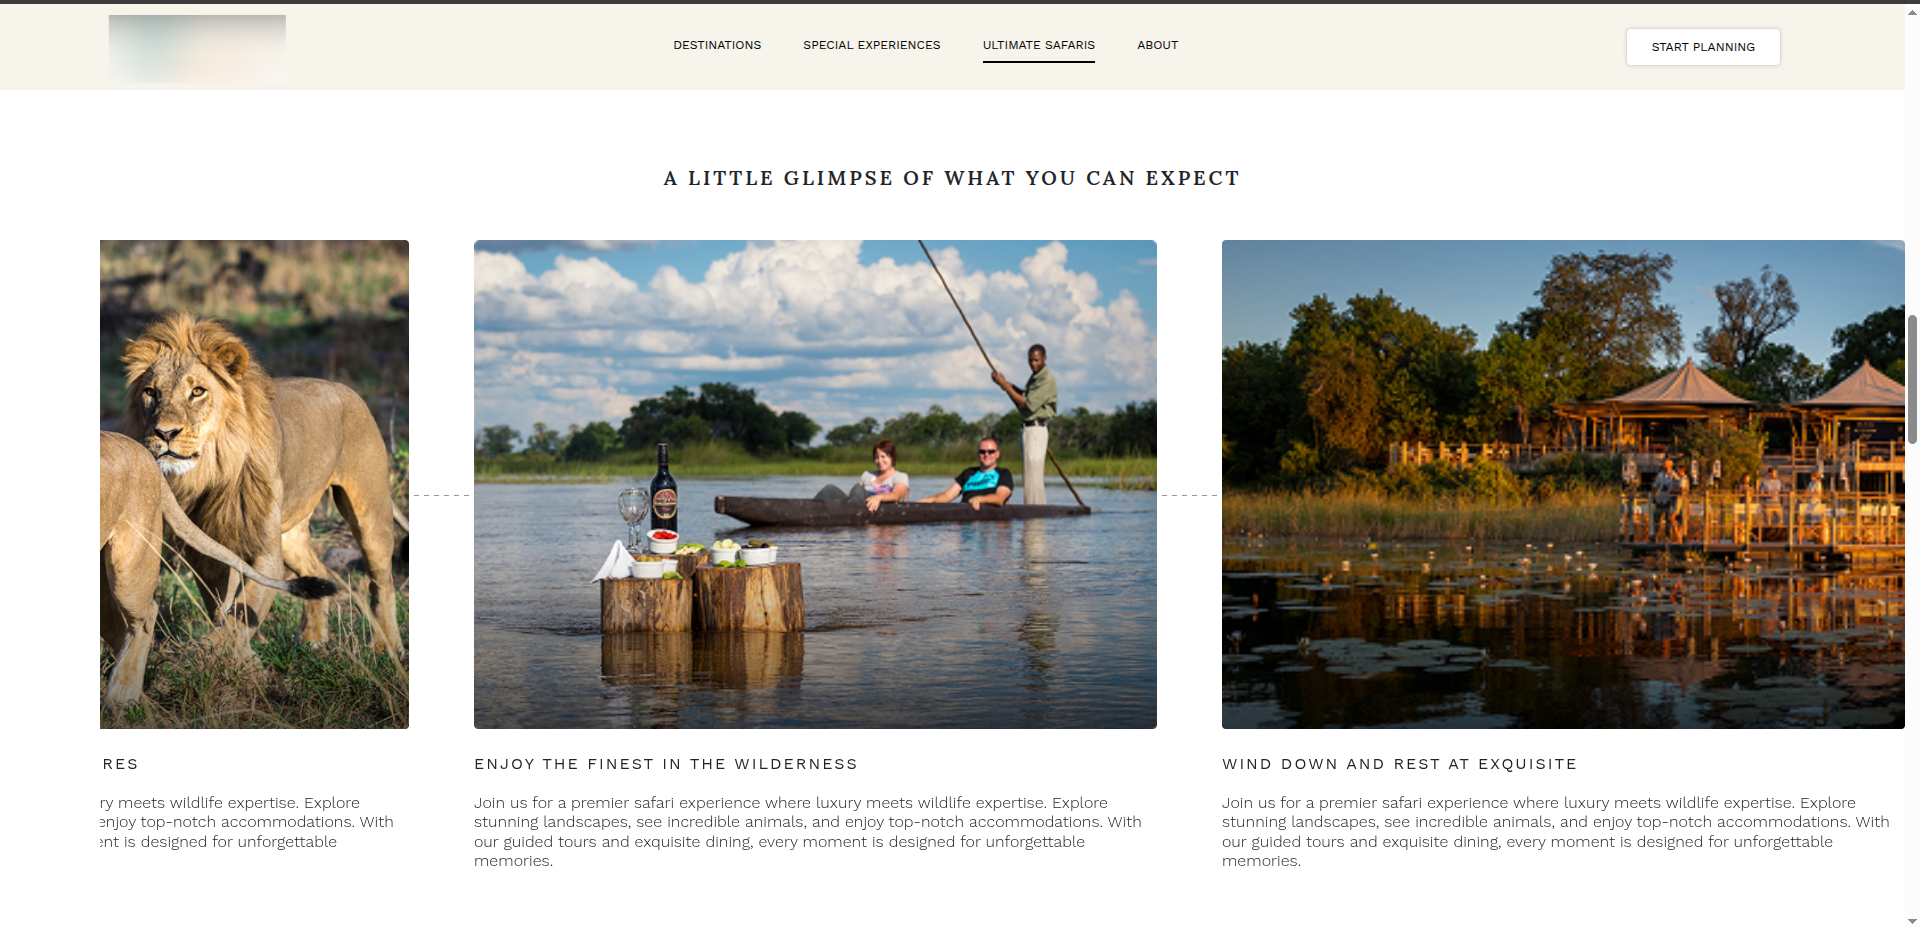 DESTINATIONS
SPECIAL EXPERIENCES
ULTIMATE SAFARIS
ABOUT
START PLANNING
A LITTLE GLIMPSE OF WHAT YOU CAN EXPECT
RES
ry meets wildlife expertise. Explore
enjoy top-notch accommodations. With
ent is designed for unforgettable
ENJOY THE FINEST IN THE WILDERNESS
Join us for a premier safari experience where luxury meets wildlife expertise. Explore
stunning landscapes, see incredible animals, and enjoy top-notch accommodations. With
our guided tours and exquisite dining, every moment is designed for unforgettable
memories.
WIND DOWN AND REST AT EXQUISITE
Join us for a premier safari experience where luxury meets wildlife expertise. Explore
stunning landscapes, see incredible animals, and enjoy top-notch accommodations. With
our guided tours and exquisite dining, every moment is designed for unforgettable
memories.